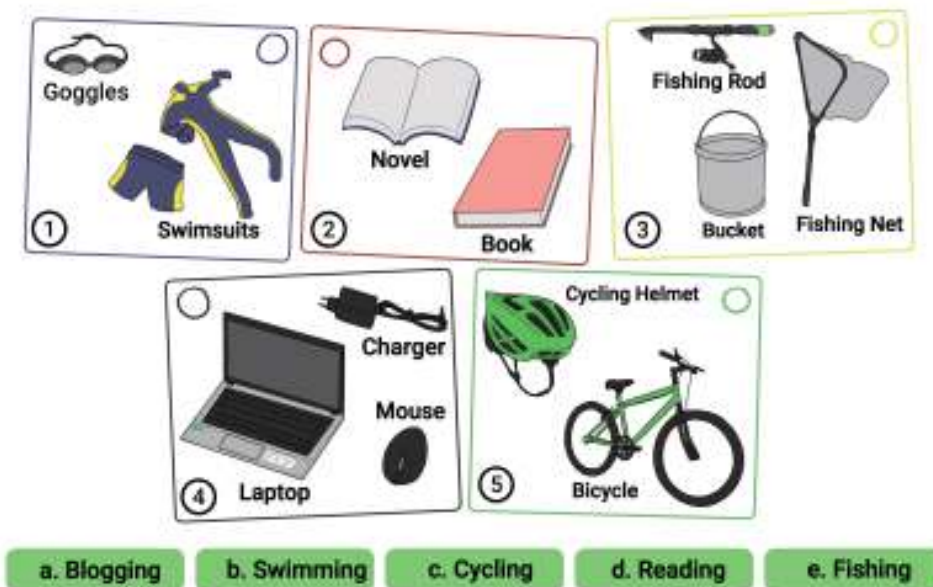 Goggles
Swimsuits
1
Novel
Book
2
Fishing Rod
Bucket
Fishing Net
3
Charger
Mouse
Laptop
4
Cycling Helmet
Bicycle
5
a. Blogging
b. Swimming
c. Cycling
d. Reading
e. Fishing